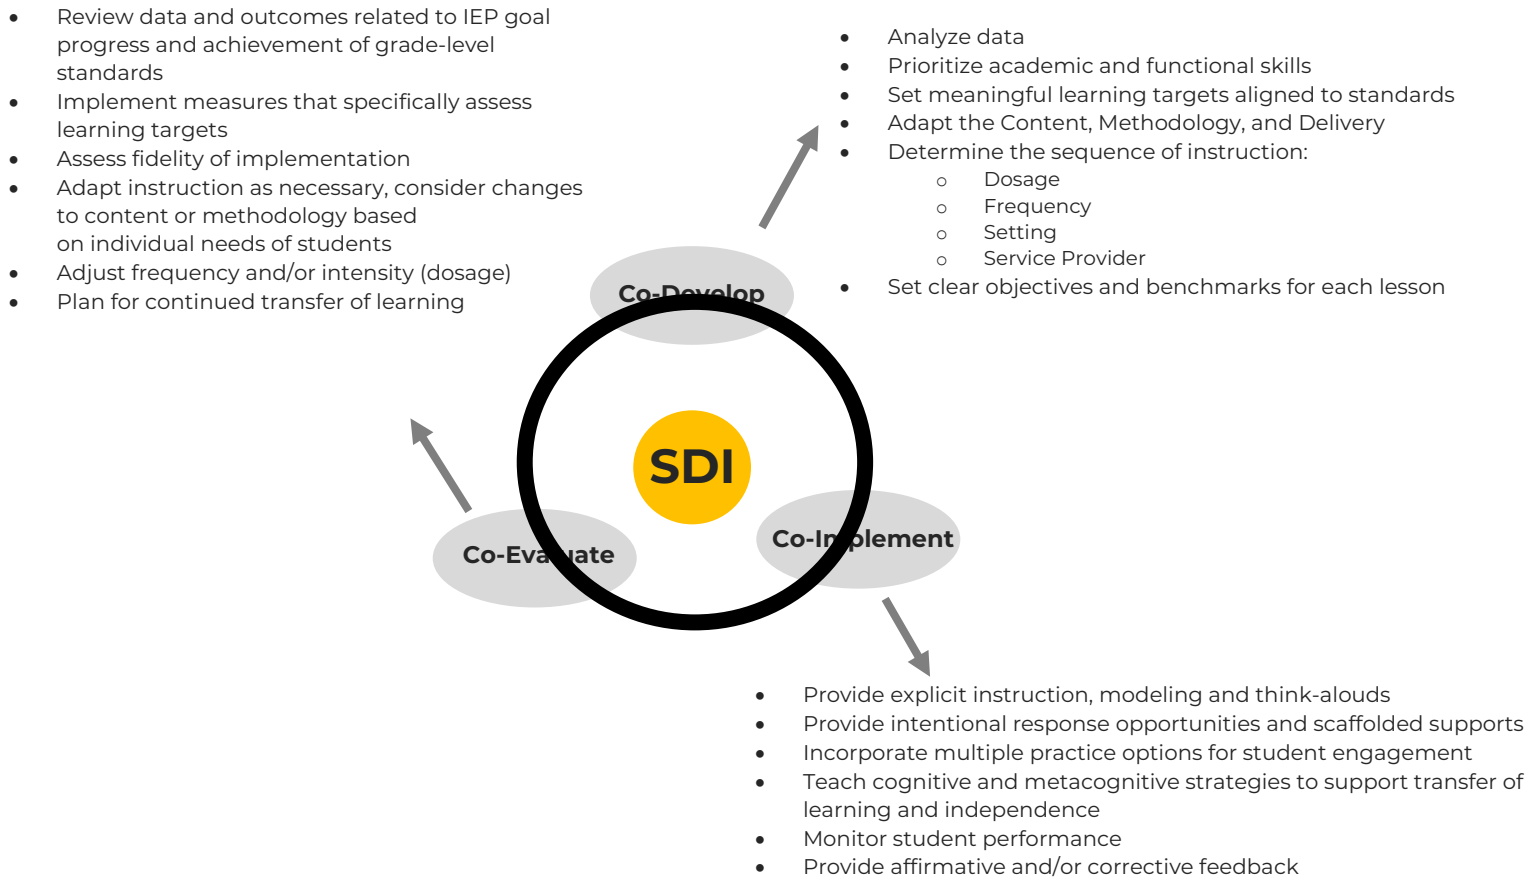 • Review data and outcomes related to IEP goal
progress and achievement of grade-level
standards
• Implement measures that specifically assess
learning targets
• Assess fidelity of implementation
• Adapt instruction as necessary, consider changes
to content or methodology based
on individual needs of students
• Adjust frequency and/or intensity (dosage)
• Plan for continued transfer of learning
• Analyze data
• Prioritize academic and functional skills
• Set meaningful learning targets aligned to standards
• Adapt the Content, Methodology, and Delivery
• Determine the sequence of instruction:
o Dosage
o Frequency
o Setting
o Service Provider
• Set clear objectives and benchmarks for each lesson
Co-Develop
SDI
Co-Evaluate
Co-Implement
• Provide explicit instruction, modeling and think-alouds
• Provide intentional response opportunities and scaffolded supports
• Incorporate multiple practice options for student engagement
• Teach cognitive and metacognitive strategies to support transfer of
learning and independence
• Monitor student performance
• Provide affirmative and/or corrective feedback